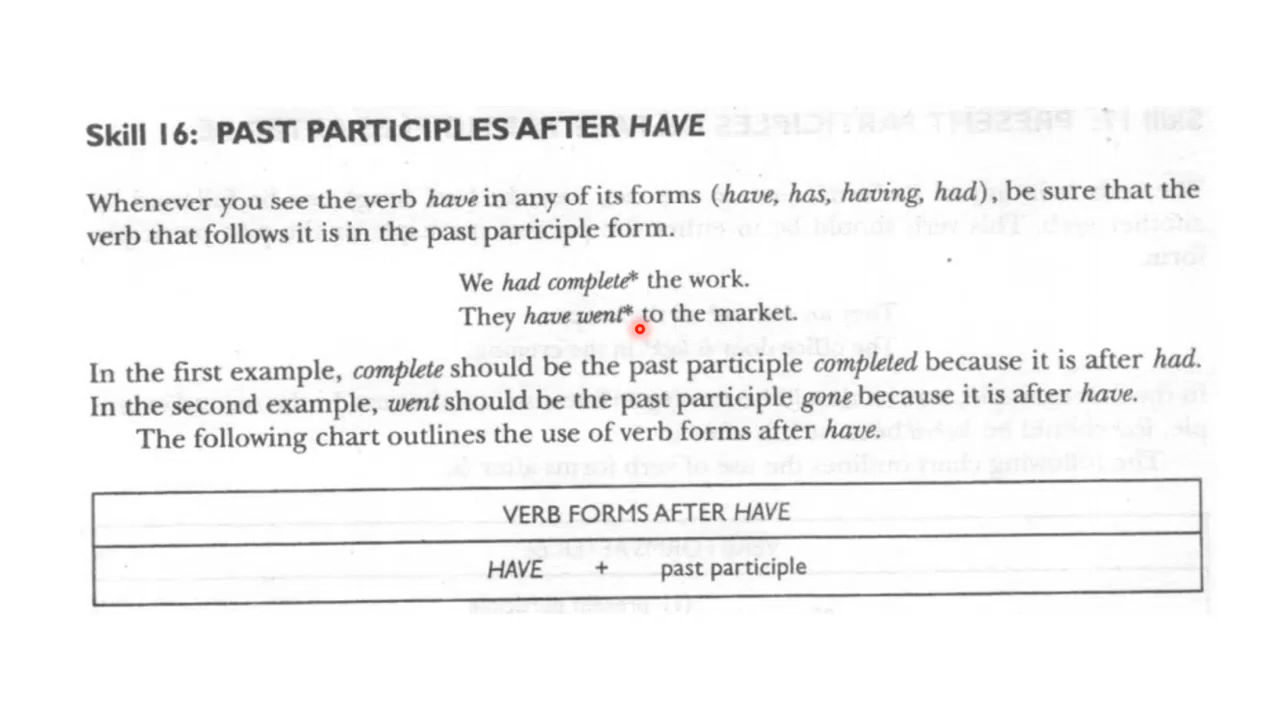 Skill 16: PAST PARTICIPLES AFTER HAVE
Whenever you see the verb have in any of its forms (have, has, having, had), be sure that the
verb that follows it is in the past participle form.
We had complete* the work.
They have went* to the market.
In the first example, complete should be the past participle completed because it is after had.
In the second example, went should be the past participle gone because it is after have.
The following chart outlines the use of verb forms after have.
VERB FORMS AFTER HAVE
HAVE + past participle